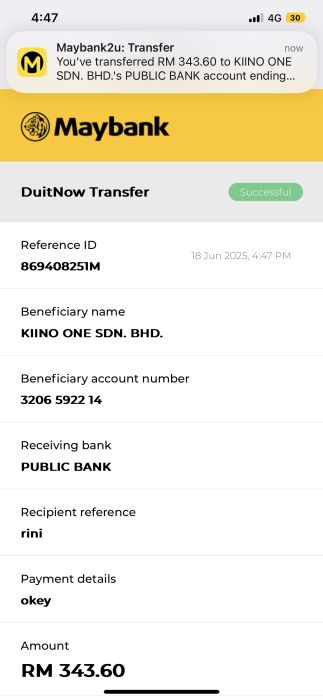 4:47
4G 30
Maybank2u: Transfer now
You've transferred RM 343.60 to KIINO ONE
SDN. BHD.'s PUBLIC BANK account ending...
Maybank
DuitNow Transfer Successful
Reference ID
869408251M
18 Jun 2025, 4:47 PM
Beneficiary name
KIINO ONE SDN. BHD.
Beneficiary account number
3206 5922 14
Receiving bank
PUBLIC BANK
Recipient reference
rini
Payment details
okey
Amount
RM 343.60